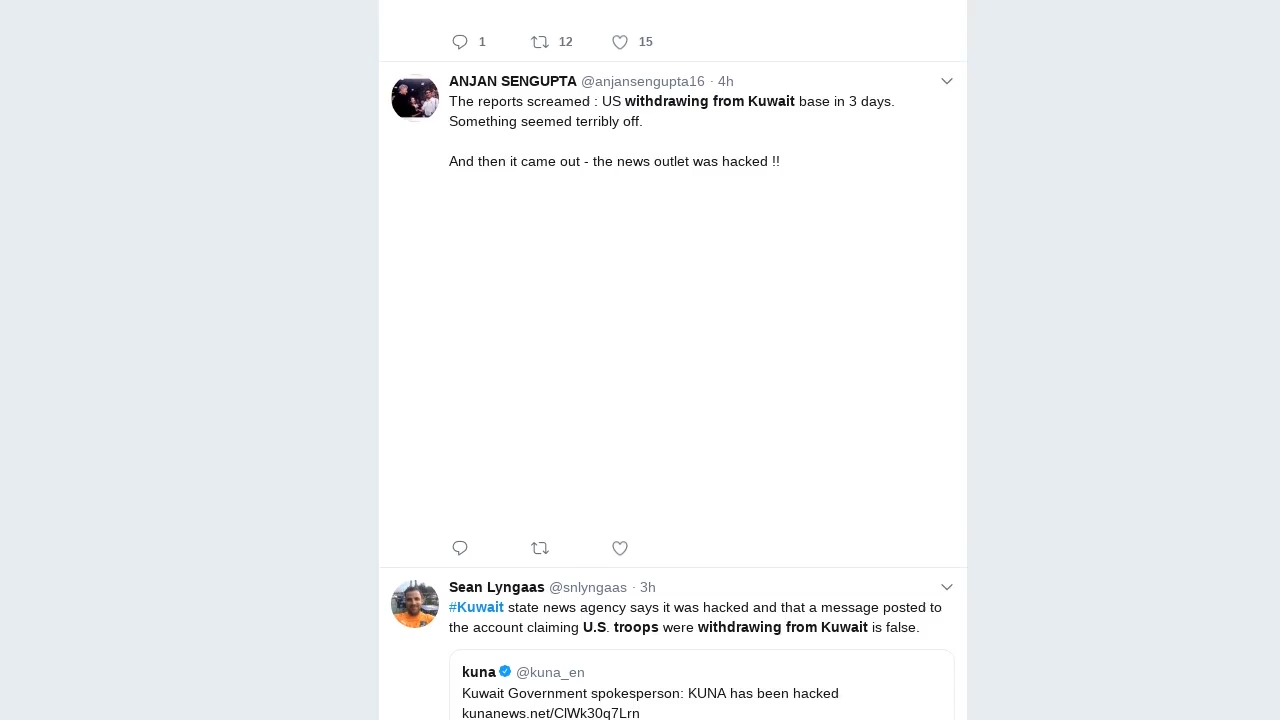 1 12 15
ANJAN SENGUPTA @anjansengupta16 · 4h
The reports screamed : US withdrawing from Kuwait base in 3 days.
Something seemed terribly off.
And then it came out - the news outlet was hacked !!
Sean Lyngaas @snlyngaas · 3h
#Kuwait state news agency says it was hacked and that a message posted to
the account claiming U.S. troops were withdrawing from Kuwait is false.
kuna @kuna_en
Kuwait Government spokesperson: KUNA has been hacked
kunanews.net/ClWk30q7Lrn